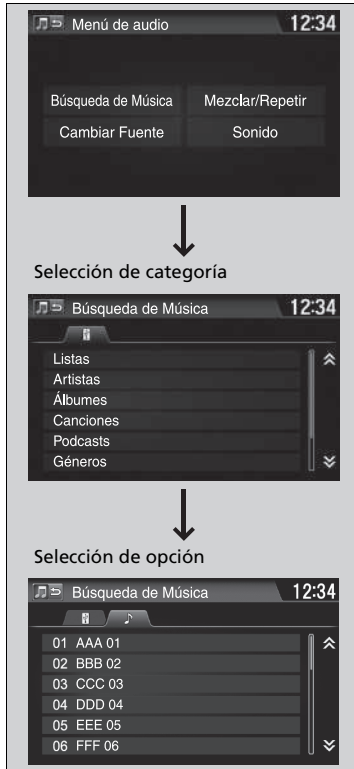 Menú de audio 12:34
Búsqueda de Música Mezclar/Repetir
Cambiar Fuente Sonido
Selección de categoría
Búsqueda de Música 12:34
Listas
Artistas
Álbumes
Canciones
Podcasts
Géneros
Selección de opción
Búsqueda de Música 12:34
01 AAA 01
02 BBB 02
03 CCC 03
04 DDD 04
05 EEE 05
06 FFF 06